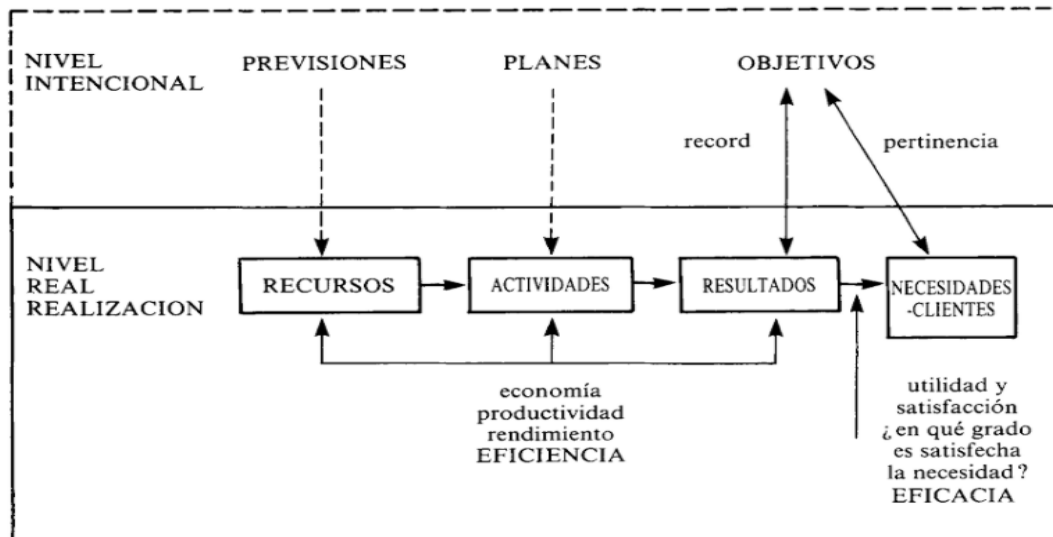 NIVEL
INTENCIONAL
PREVISIONES
PLANES
OBJETIVOS
record
pertinencia
NIVEL
REAL
REALIZACION
RECURSOS
ACTIVIDADES
RESULTADOS
NECESIDADES
-CLIENTES
economía
productividad
rendimiento
EFICIENCIA
utilidad y
satisfacción
¿en qué grado
es satisfecha
la necesidad?
EFICACIA